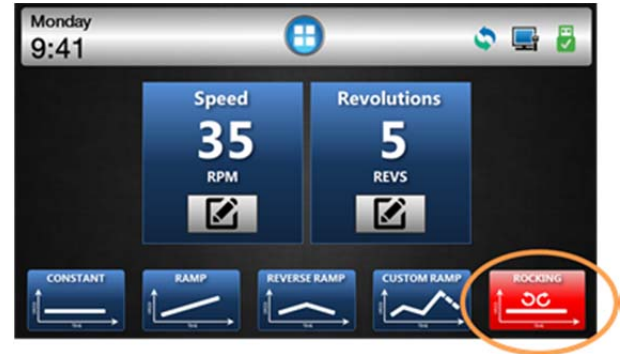 Monday
9:41
Speed
35
RPM
Revolutions
5
REVS
CONSTANT
RAMP
REVERSE RAMP
CUSTOM RAMP
ROCKING